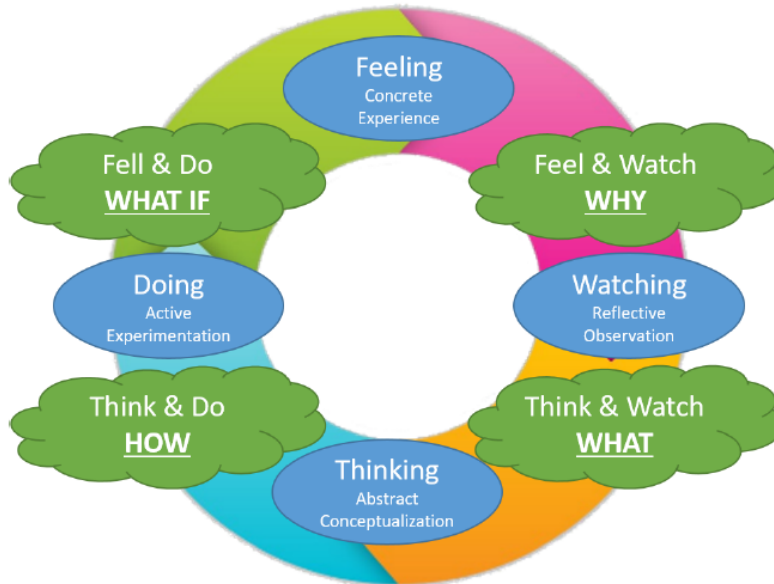 Feeling
Concrete
Experience
Fell & Do
WHAT IF
Feel & Watch
WHY
Doing
Active
Experimentation
Watching
Reflective
Observation
Think & Do
HOW
Think & Watch
WHAT
Thinking
Abstract
Conceptualization